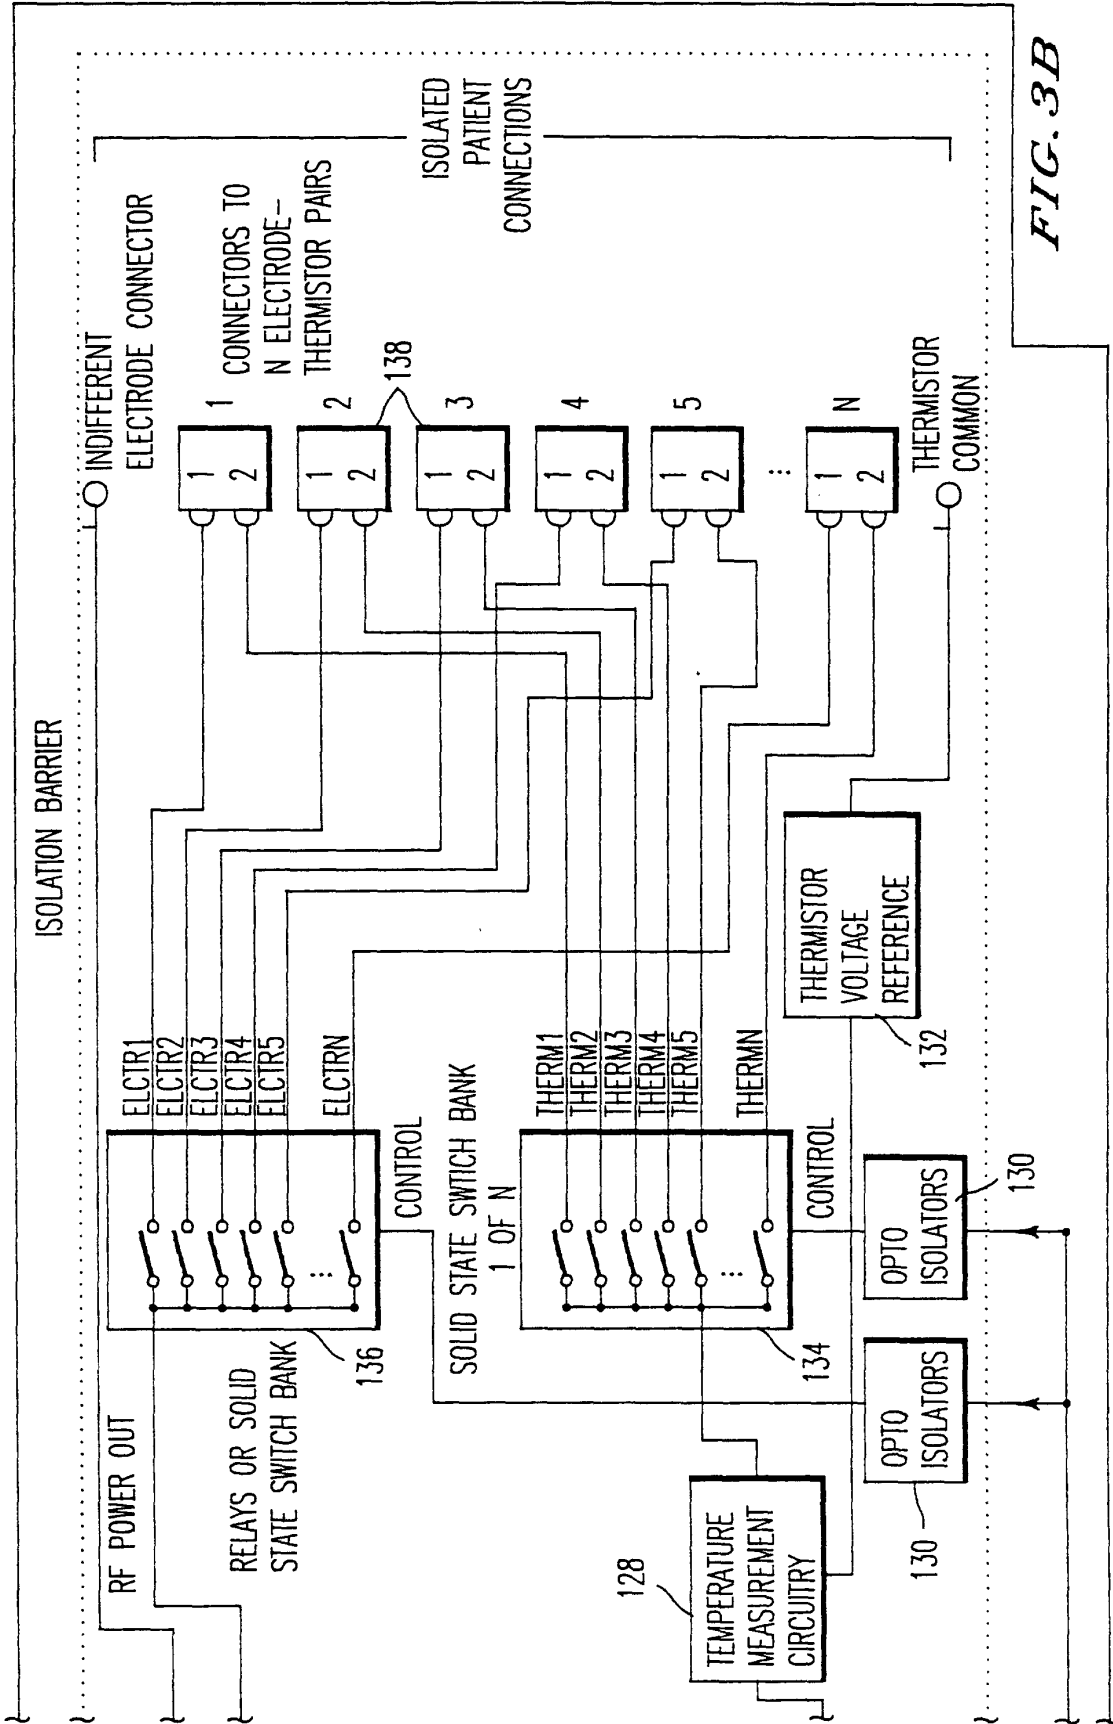 ISOLATION BARRIER
RF POWER OUT
INDIFFERENT
ELECTRODE CONNECTOR
RELAYS OR SOLID
STATE SWITCH BANK
136
ELCTR1
ELCTR2
ELCTR3
ELCTR4
ELCTR5
ELCTRN
CONTROL
CONNECTORS TO
N ELECTRODE-
THERMISTOR PAIRS
138
1
2
1
1
2
2
1
2
3
1
2
4
1
2
5
1
2
N
ISOLATED
PATIENT
CONNECTIONS
SOLID STATE SWTICH BANK
1 OF N
THERM1
THERM2
THERM3
THERM4
THERM5
THERMN
134
CONTROL
128
TEMPERATURE
MEASUREMENT
CIRCUITRY
THERMISTOR
VOLTAGE
REFERENCE
132
THERMISTOR
COMMON
OPTO
ISOLATORS
130
OPTO
ISOLATORS
130
FIG. 3B